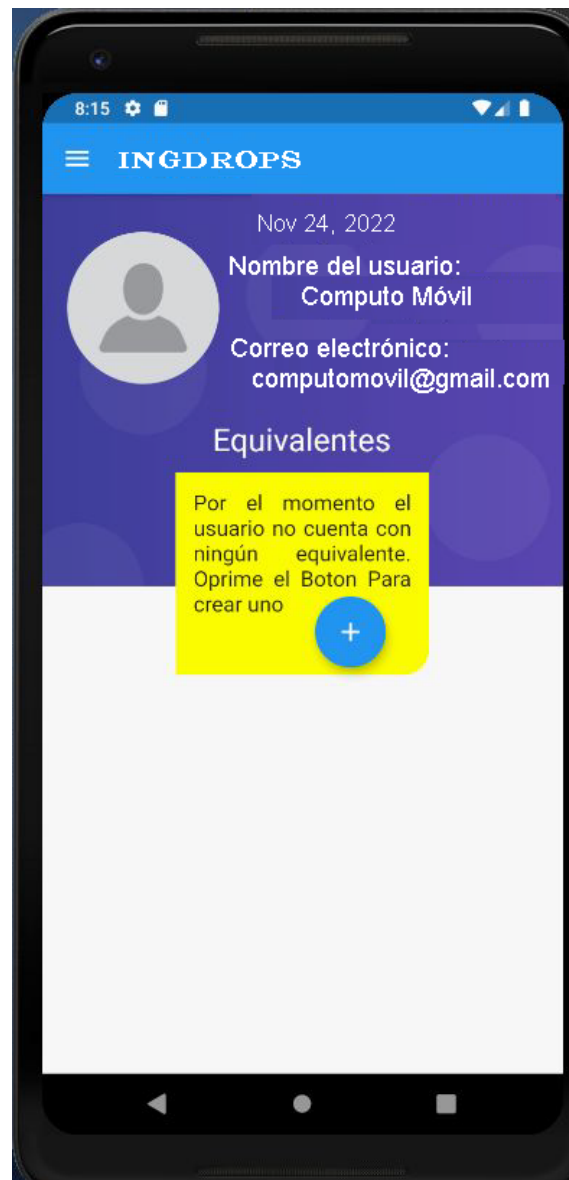 8:15
INGDROPS
Nov 24, 2022
Nombre del usuario:
Computo Móvil
Correo electrónico:
computomovil@gmail.com
Equivalentes
Por el momento el
usuario no cuenta con
ningún equivalente.
Oprime el Boton Para
crear uno
+